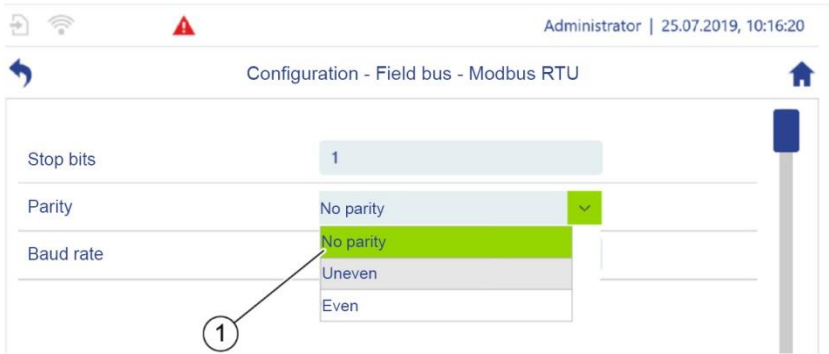 Administrator | 25.07.2019, 10:16:20
Configuration - Field bus - Modbus RTU
Stop bits 1
Parity No parity
No parity
Baud rate
Uneven
Even
1